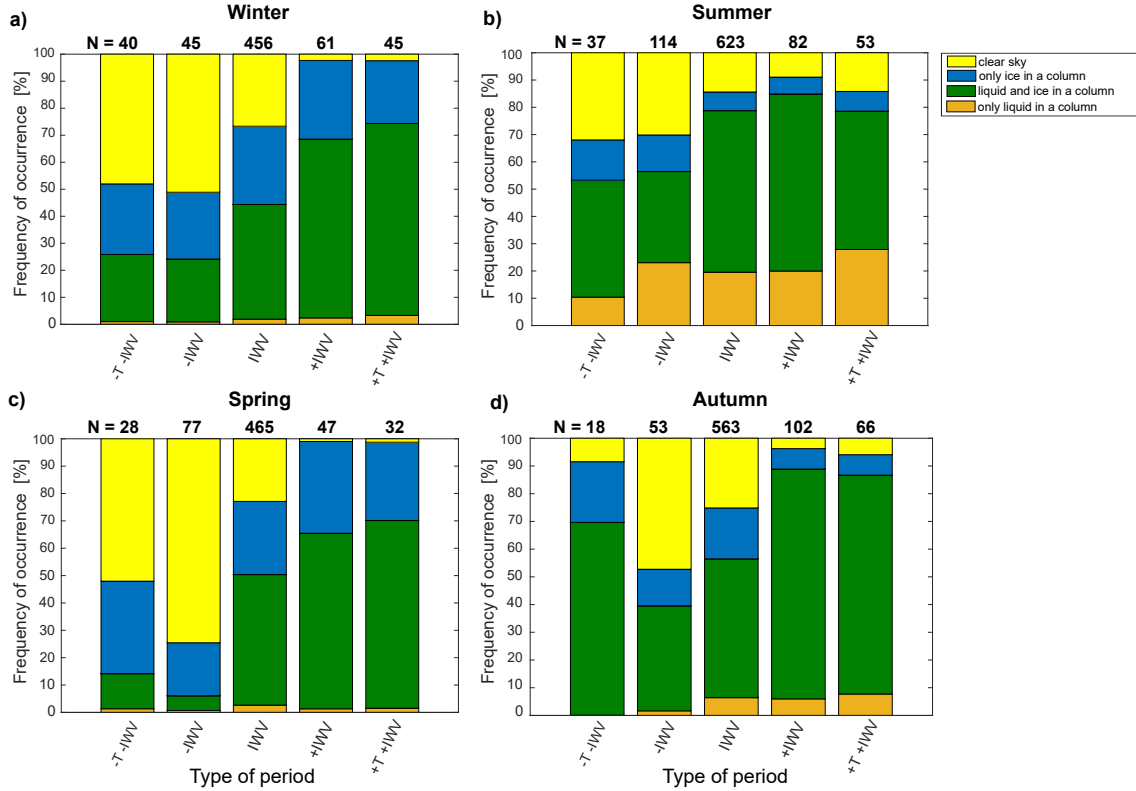 a)
Winter
N = 40 45 456 61 45
Frequency of occurrence [%]
100
90
80
70
60
50
40
30
20
10
0
-T -IWV
-IWV
IWV
+IWV
+T +IWV
b)
Summer
N = 37 114 623 82 53
Frequency of occurrence [%]
100
90
80
70
60
50
40
30
20
10
0
-T -IWV
-IWV
IWV
+IWV
+T +IWV
clear sky
only ice in a column
liquid and ice in a column
only liquid in a column
c)
Spring
N = 28 77 465 47 32
Frequency of occurrence [%]
100
90
80
70
60
50
40
30
20
10
0
-T -IWV
-IWV
IWV
+IWV
+T +IWV
Type of period
d)
Autumn
N = 18 53 563 102 66
Frequency of occurrence [%]
100
90
80
70
60
50
40
30
20
10
0
-T -IWV
-IWV
IWV
+IWV
+T +IWV
Type of period